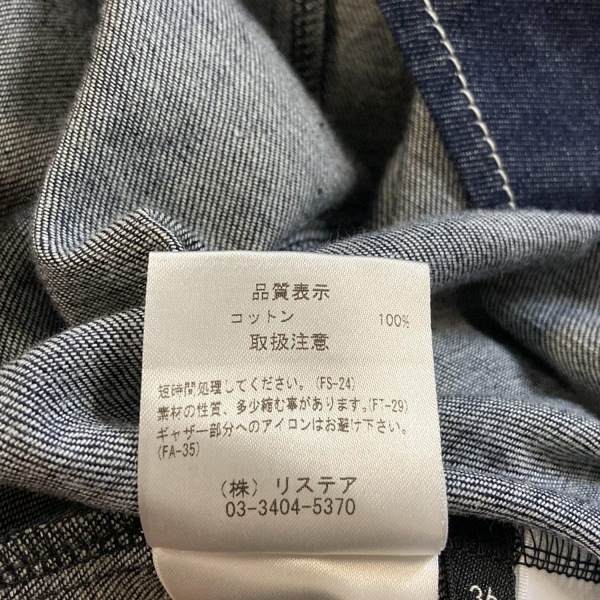 品質表示
コットン 100%
取扱注意
短時間処理してください。(FS-24)
素材の性質、多少縮む事があります。(FT-29)
ギャザー部分へのアイロンはお避け下さい。
(FA-35)
(株) リステア
03-3404-5370
36